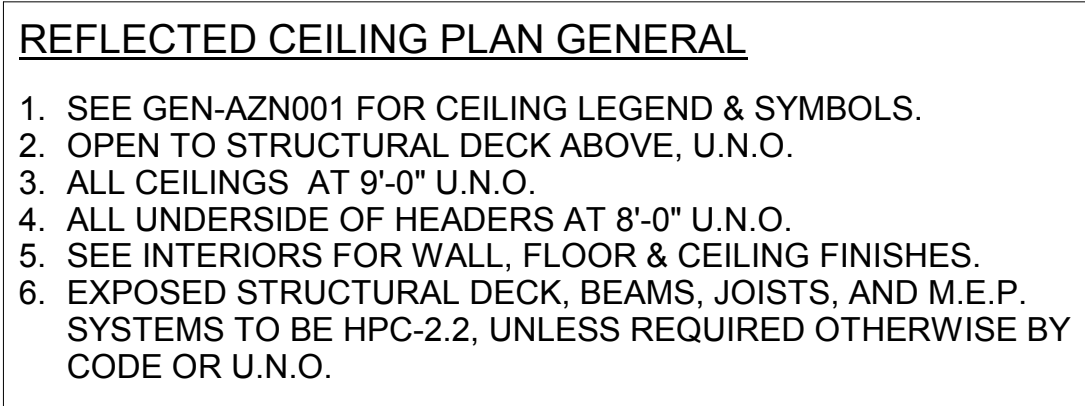 REFLECTED CEILING PLAN GENERAL
1. SEE GEN-AZN001 FOR CEILING LEGEND & SYMBOLS.
2. OPEN TO STRUCTURAL DECK ABOVE, U.N.O.
3. ALL CEILINGS AT 9'-0" U.N.O.
4. ALL UNDERSIDE OF HEADERS AT 8'-0" U.N.O.
5. SEE INTERIORS FOR WALL, FLOOR & CEILING FINISHES.
6. EXPOSED STRUCTURAL DECK, BEAMS, JOISTS, AND M.E.P.
SYSTEMS TO BE HPC-2.2, UNLESS REQUIRED OTHERWISE BY
CODE OR U.N.O.